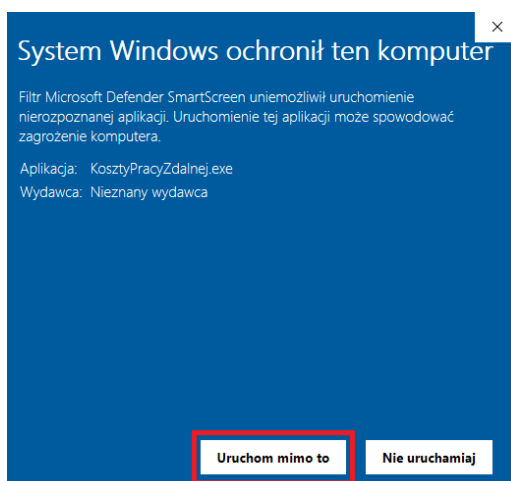 System Windows ochronił ten komputer
Filtr Microsoft Defender SmartScreen uniemożliwił uruchomienie
nierozpoznanej aplikacji. Uruchomienie tej aplikacji może spowodować
zagrożenie komputera.
Aplikacja: KosztyPracyZdalnej.exe
Wydawca: Nieznany wydawca
Uruchom mimo to Nie uruchamiaj